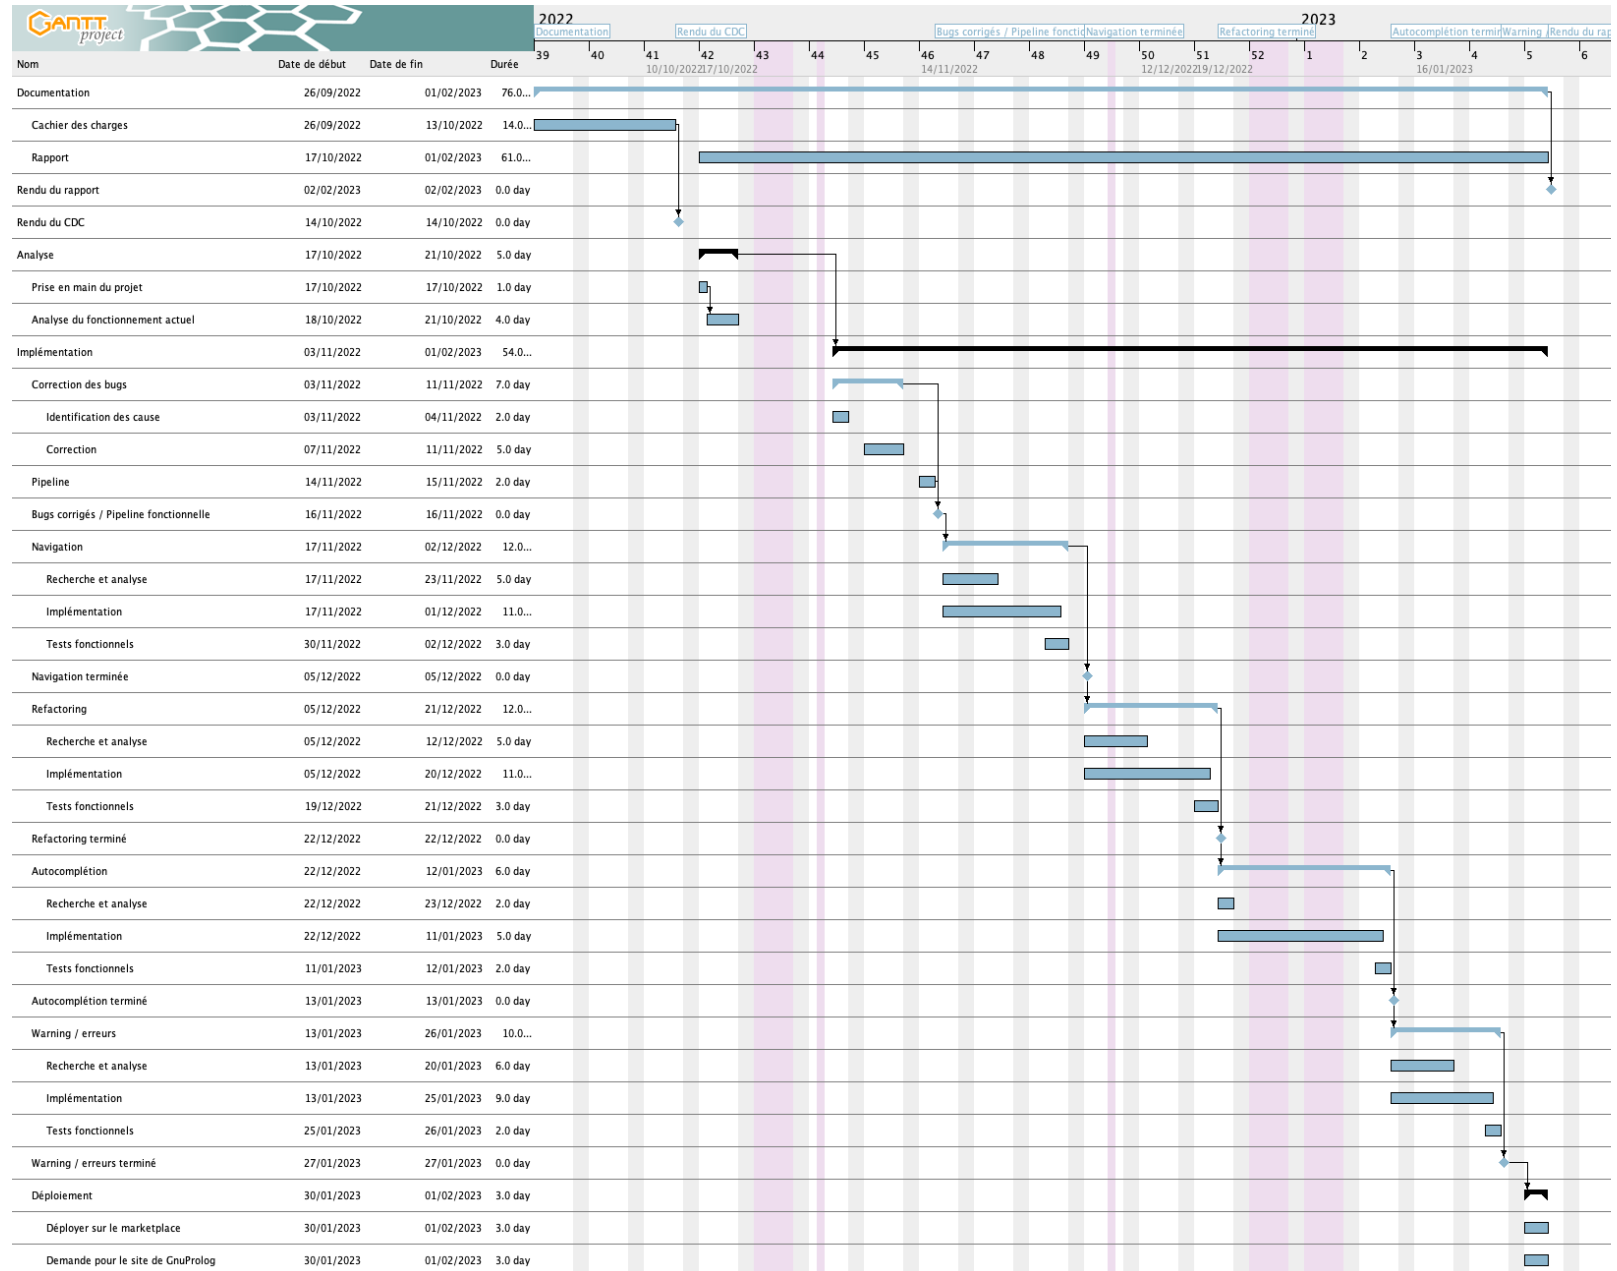 GANTT
project
2022
2023
Documentation Rendu du CDC Bugs corrigés / Pipeline fonctic Navigation terminée Refactoring terminé Autocomplétion termir Warning / Rendu du rap
39 40 41 42 43 44 45 46 47 48 49 50 51 52 1 2 3 4 5 6
10/10/2022 17/10/2022 14/11/2022 12/12/2022 19/12/2022 16/01/2023
Nom Date de début Date de fin Durée
Documentation 26/09/2022 01/02/2023 76.0...
Cachier des charges 26/09/2022 13/10/2022 14.0...
Rapport 17/10/2022 01/02/2023 61.0...
Rendu du rapport 02/02/2023 02/02/2023 0.0 day
Rendu du CDC 14/10/2022 14/10/2022 0.0 day
Analyse 17/10/2022 21/10/2022 5.0 day
Prise en main du projet 17/10/2022 17/10/2022 1.0 day
Analyse du fonctionnement actuel 18/10/2022 21/10/2022 4.0 day
Implémentation 03/11/2022 01/02/2023 54.0...
Correction des bugs 03/11/2022 11/11/2022 7.0 day
Identification des cause 03/11/2022 04/11/2022 2.0 day
Correction 07/11/2022 11/11/2022 5.0 day
Pipeline 14/11/2022 15/11/2022 2.0 day
Bugs corrigés / Pipeline fonctionnelle 16/11/2022 16/11/2022 0.0 day
Navigation 17/11/2022 02/12/2022 12.0...
Recherche et analyse 17/11/2022 23/11/2022 5.0 day
Implémentation 17/11/2022 01/12/2022 11.0...
Tests fonctionnels 30/11/2022 02/12/2022 3.0 day
Navigation terminée 05/12/2022 05/12/2022 0.0 day
Refactoring 05/12/2022 21/12/2022 12.0...
Recherche et analyse 05/12/2022 12/12/2022 5.0 day
Implémentation 05/12/2022 20/12/2022 11.0...
Tests fonctionnels 19/12/2022 21/12/2022 3.0 day
Refactoring terminé 22/12/2022 22/12/2022 0.0 day
Autocomplétion 22/12/2022 12/01/2023 6.0 day
Recherche et analyse 22/12/2022 23/12/2022 2.0 day
Implémentation 22/12/2022 11/01/2023 5.0 day
Tests fonctionnels 11/01/2023 12/01/2023 2.0 day
Autocomplétion terminé 13/01/2023 13/01/2023 0.0 day
Warning / erreurs 13/01/2023 26/01/2023 10.0...
Recherche et analyse 13/01/2023 20/01/2023 6.0 day
Implémentation 13/01/2023 25/01/2023 9.0 day
Tests fonctionnels 25/01/2023 26/01/2023 2.0 day
Warning / erreurs terminé 27/01/2023 27/01/2023 0.0 day
Déploiement 30/01/2023 01/02/2023 3.0 day
Déployer sur le marketplace 30/01/2023 01/02/2023 3.0 day
Demande pour le site de GnuProlog 30/01/2023 01/02/2023 3.0 day